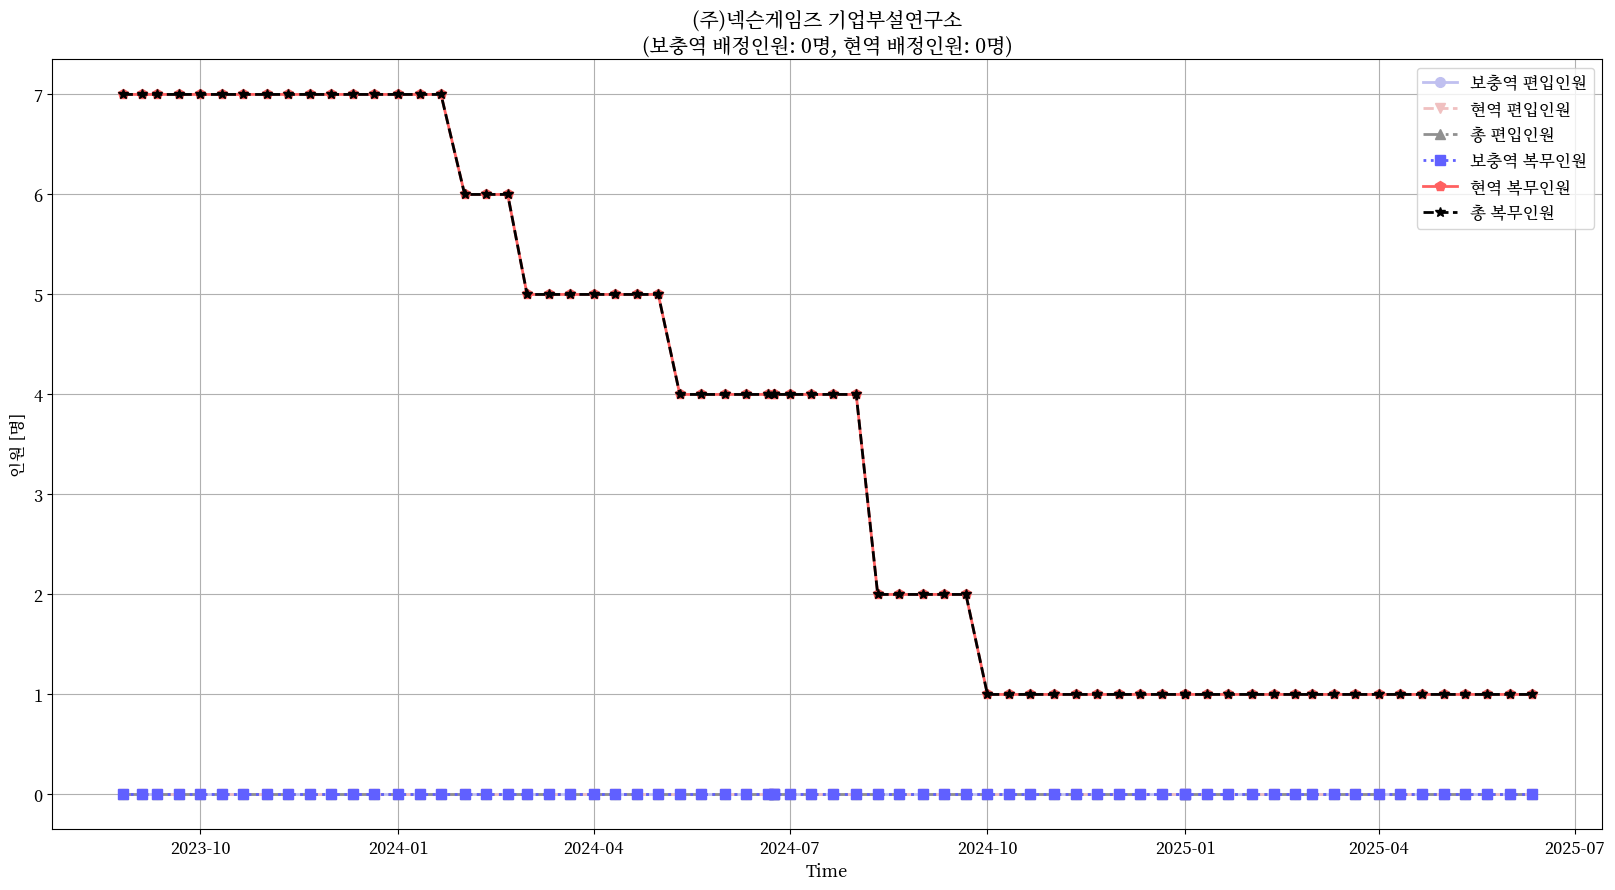 (주)넥슨게임즈 기업부설연구소
(보충역 배정인원: 0명, 현역 배정인원: 0명)
보충역 편입인원
현역 편입인원
총 편입인원
보충역 복무인원
현역 복무인원
총 복무인원
인원 [명]
7
6
5
4
3
2
1
0
2023-10
2024-01
2024-04
2024-07
2024-10
2025-01
2025-04
2025-07
Time